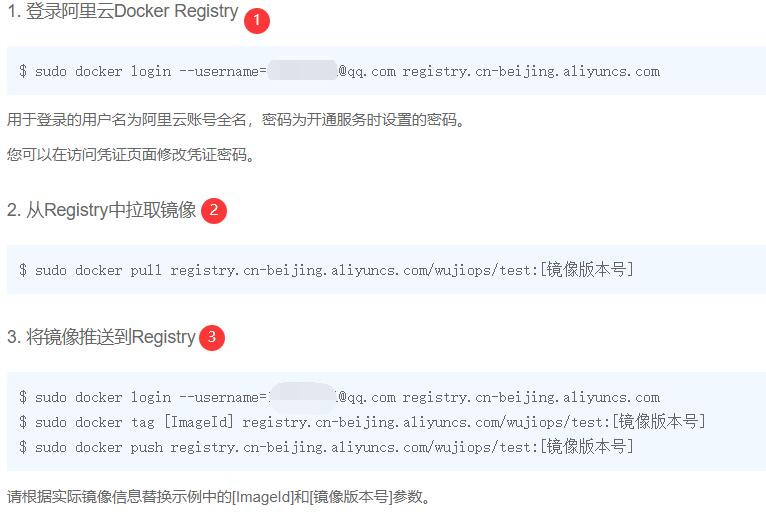 1. 登录阿里云Docker Registry 1
$ sudo docker login --username= @qq.com registry.cn-beijing.aliyuncs.com
用于登录的用户名为阿里云账号全名，密码为开通服务时设置的密码。
您可以在访问凭证页面修改凭证密码。
2. 从Registry中拉取镜像 2
$ sudo docker pull registry.cn-beijing.aliyuncs.com/wujiops/test:[镜像版本号]
3. 将镜像推送到Registry 3
$ sudo docker login --username= @qq.com registry.cn-beijing.aliyuncs.com
$ sudo docker tag [ImageId] registry.cn-beijing.aliyuncs.com/wujiops/test:[镜像版本号]
$ sudo docker push registry.cn-beijing.aliyuncs.com/wujiops/test:[镜像版本号]
请根据实际镜像信息替换示例中的[ImageId]和[镜像版本号]参数。